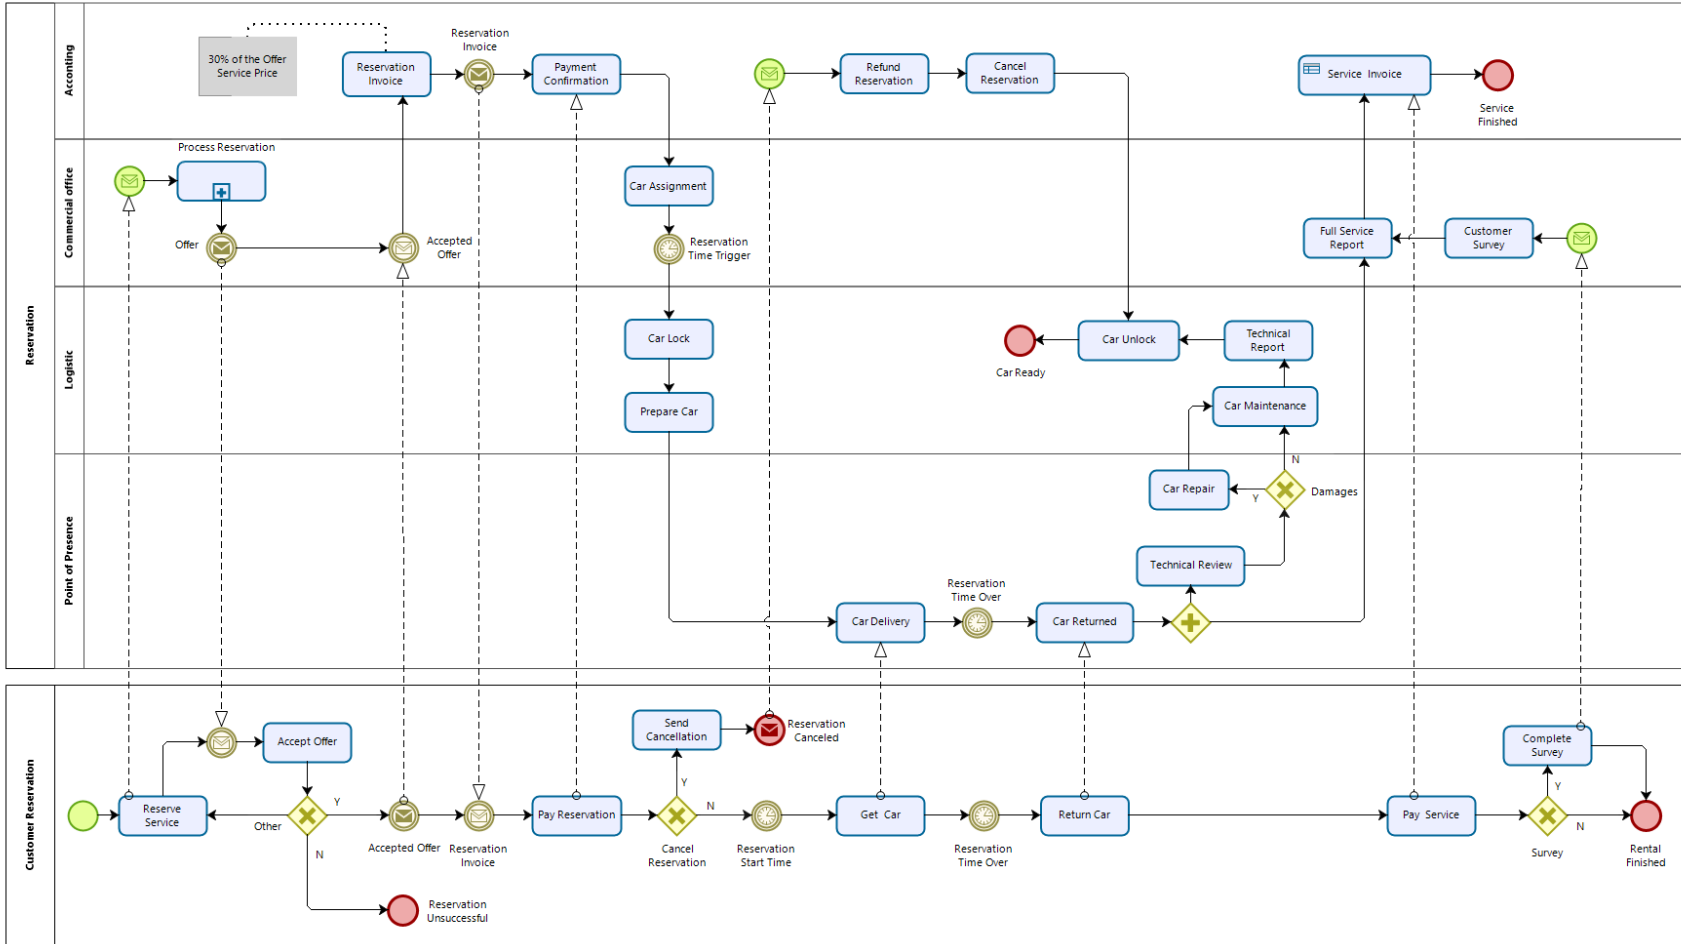 Reservation
Acconting
30% of the Offer
Service Price
Reservation
Invoice
Reservation
Invoice
Payment
Confirmation
Refund
Reservation
Cancel
Reservation
Service Invoice
Service
Finished
Commercial office
Process Reservation
Offer
Accepted
Offer
Car Assignment
Reservation
Time Trigger
Full Service
Report
Customer
Survey
Logistic
Car Lock
Prepare Car
Car Ready
Car Unlock
Technical
Report
Car Maintenance
Point of Presence
N
Car Repair
Y
Damages
Technical Review
Reservation
Time Over
Car Delivery
Car Returned
Customer Reservation
Accept Offer
Reserve
Service
Other
Y
N
Accepted Offer
Reservation
Invoice
Reservation
Unsuccessful
Pay Reservation
Send
Cancellation
Reservation
Canceled
Y
N
Cancel
Reservation
Reservation
Start Time
Get Car
Reservation
Time Over
Return Car
Pay Service
Complete
Survey
Y
N
Survey
Rental
Finished